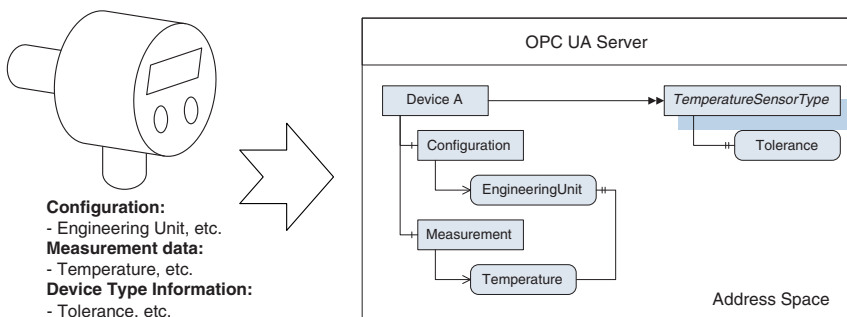 Configuration:
- Engineering Unit, etc.
Measurement data:
- Temperature, etc.
Device Type Information:
- Tolerance, etc.
OPC UA Server
Device A
TemperatureSensorType
Configuration
Tolerance
EngineeringUnit
Measurement
Temperature
Address Space